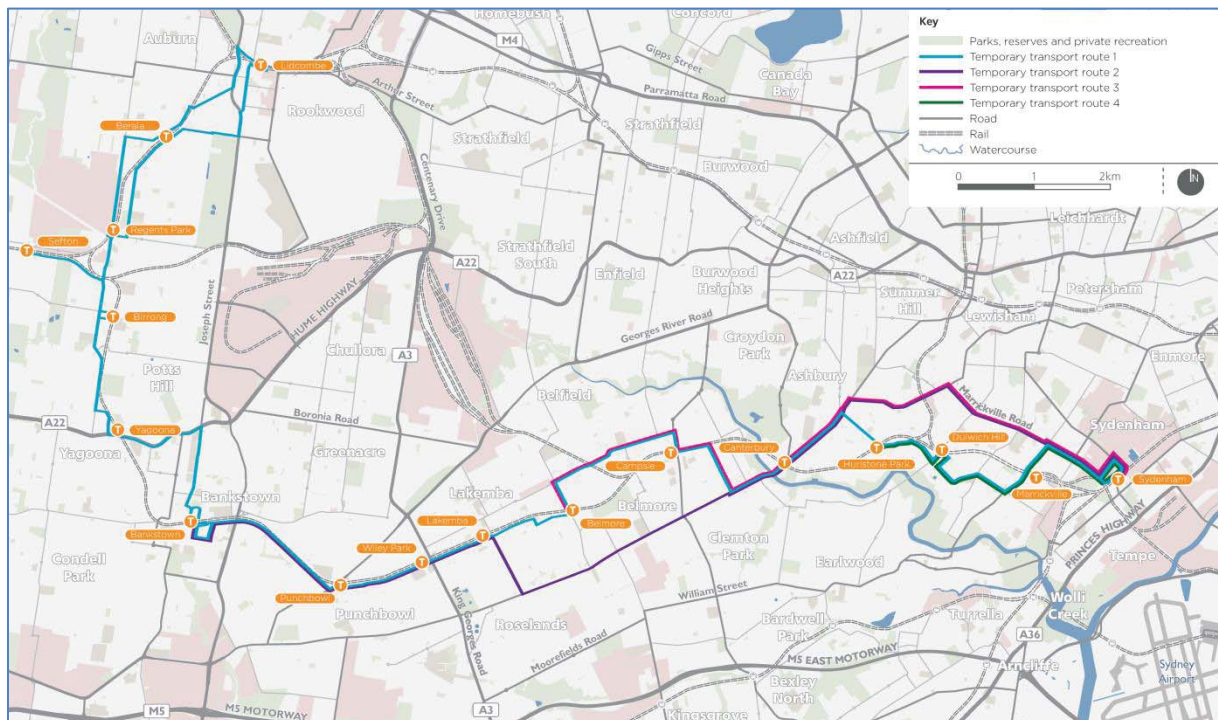 Key
Parks, reserves and private recreation
Temporary transport route 1
Temporary transport route 2
Temporary transport route 3
Temporary transport route 4
Road
Rail
Watercourse
0 1 2km
N
Homebush
Concord
Auburn
M4
Gipps Street
T Lidcombe
Canada
Bay
Arthur Street
Parramatta Road
Rookwood
Strathfield
Strathfield
Berala T
Burwood
Centenary Drive
Leichhardt
T Regents Park
Sefton
T
Ashfield
Strathfield
South
A22
Enfield
Burwood
Heights
A22
Petersham
Summer
Hill
Lewisham
Joseph Street
HUME HIGHWAY
T Birrong
Georges River Road
Croydon
Park
Enmore
Chullora
A3
Potts
Hill
Ashbury
Belfield
Marrickville Road
Boronia Road
Sydenham
A22
T Yagoona
Yagoona
Greenacre
Dulwich Hill
T
Canterbury T
T
Hurlstone Park
Campsie T
Marrickville
T
T Sydenham
Lakemba
Bankstown
Belmore
T
Belmore
Bankstown T
Lakemba T
PRINCES HIGHWAY
Clemton
Park
Wiley Park T
Earlwood
Tempe
Condell
Park
T
Punchbowl
William Street
Punchbowl
King Georges Road
Wolli
Creek
Roselands
Bardwell
Park
Turrella
Moorefields Road
A36
M5 EAST MOTORWAY
Arncliffe
Sydney
Airport
Bexley
North
M5
M5 MOTORWAY
A3
Kingsgrove